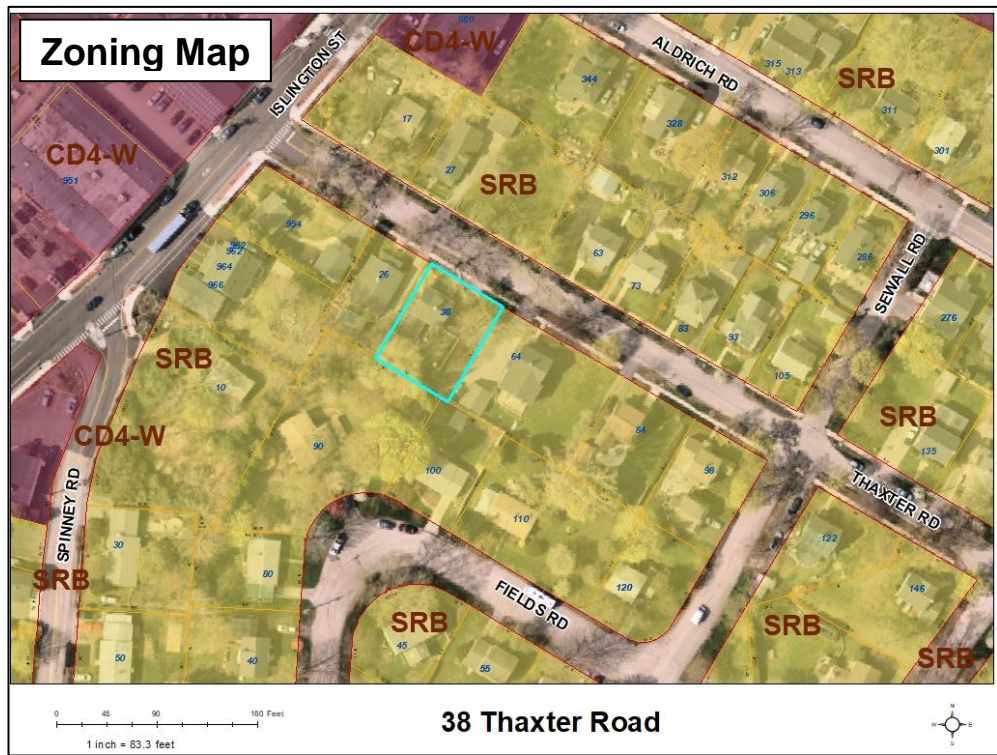 Zoning Map
880
CD4-W
ISLINGTON ST
ALDRICH RD
315
313
SRB
344
311
17
328
301
CD4-W
951
27
SRB
312
306
296
954
286
SEWALL RD
962
962
964
63
26
73
276
966
38
83
93
SRB
64
105
10
SRB
CD4-W
84
135
90
98
THAXTER RD
100
SPINNEY RD
110
122
30
SRB
80
120
146
FIELDS RD
SRB
SRB
45
SRB
50
40
55
0 45 90 180 Feet
1 inch = 83.3 feet
38 Thaxter Road
N
W E
S